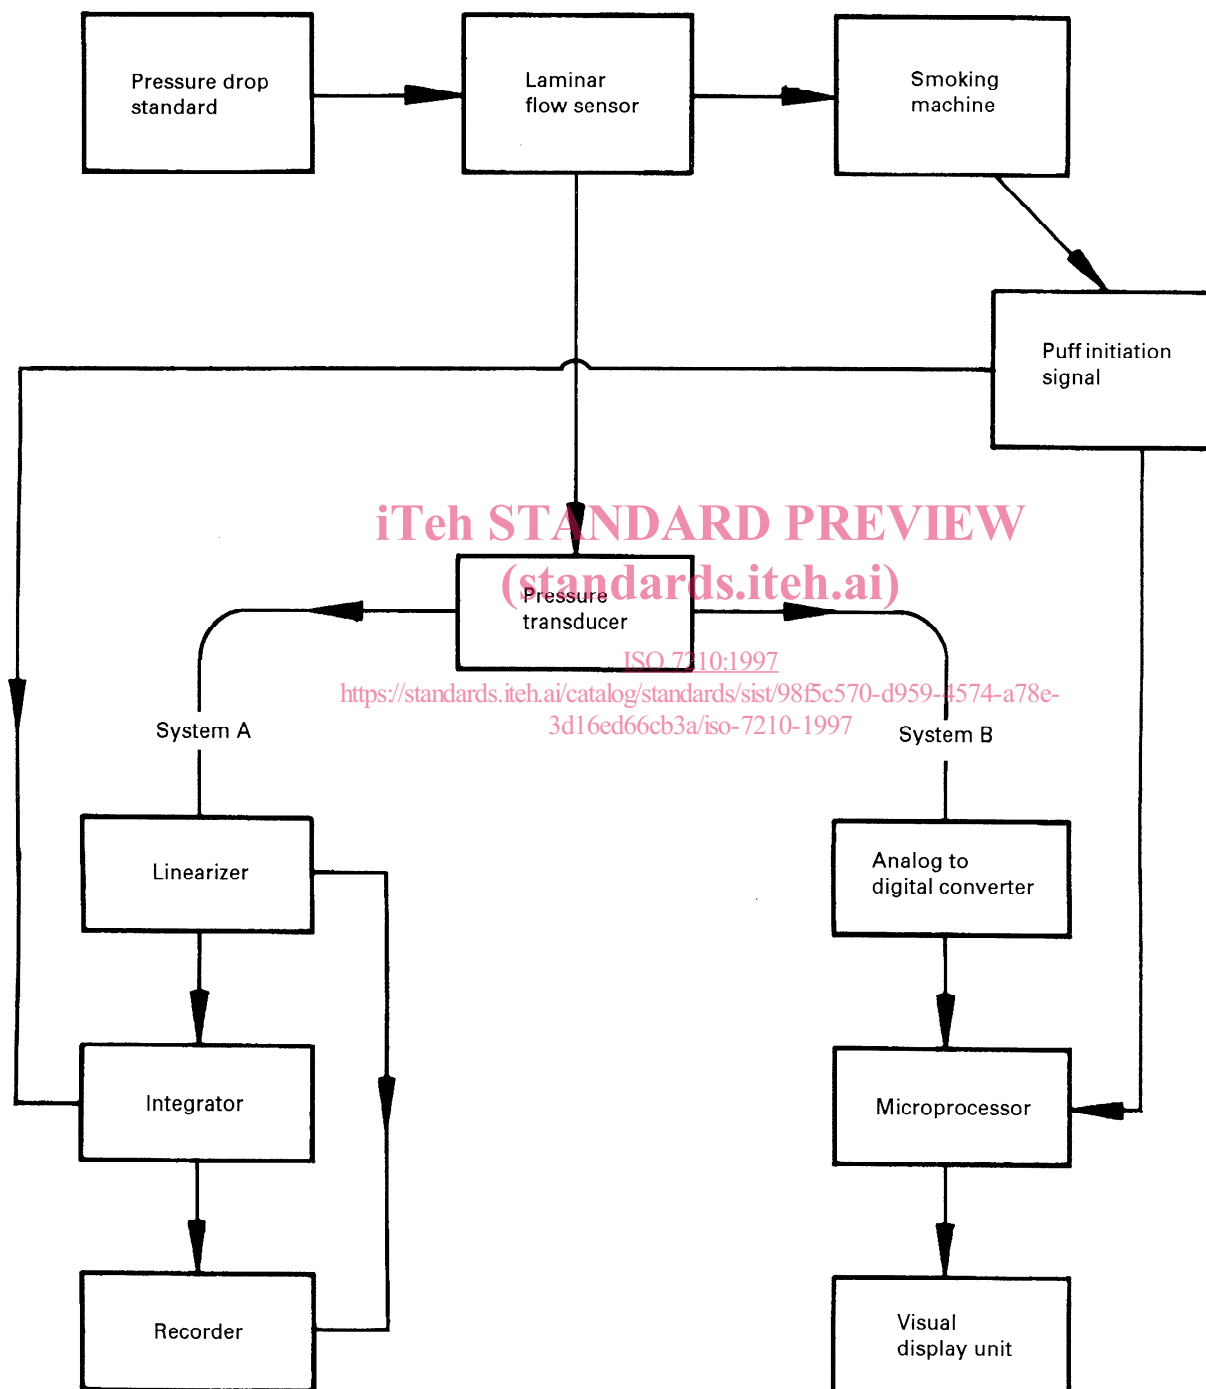 Pressure drop
standard
Laminar
flow sensor
Smoking
machine
Puff initiation
signal
iTeh STANDARD PREVIEW
(standards.iteh.ai)
Pressure
transducer
ISO 7210:1997
https://standards.iteh.ai/catalog/standards/sist/98f5c570-d959-4574-a78e-
3d16ed66cb3a/iso-7210-1997
System A
System B
Linearizer
Analog to
digital converter
Integrator
Microprocessor
Recorder
Visual
display unit